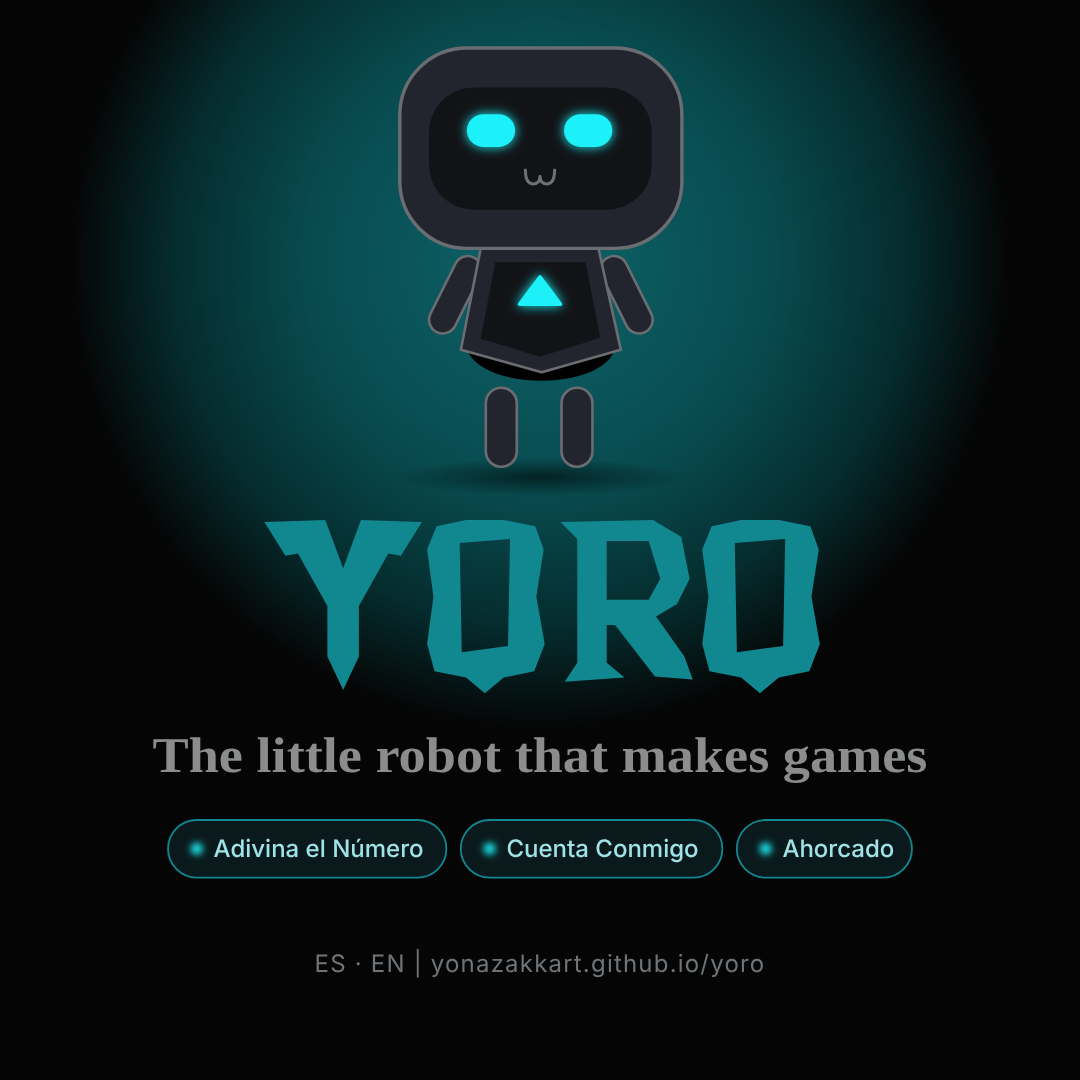 YORO
The little robot that makes games
Adivina el Número Cuenta Conmigo Ahorcado
ES · EN | yonazakkart.github.io/yoro